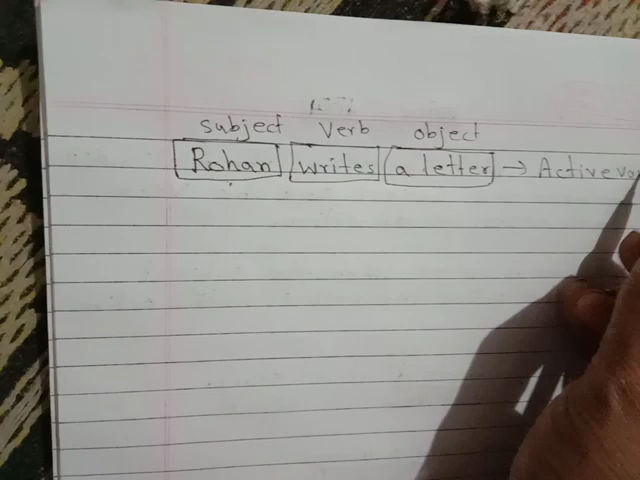 subject Verb object
Rohan writes a letter → Active